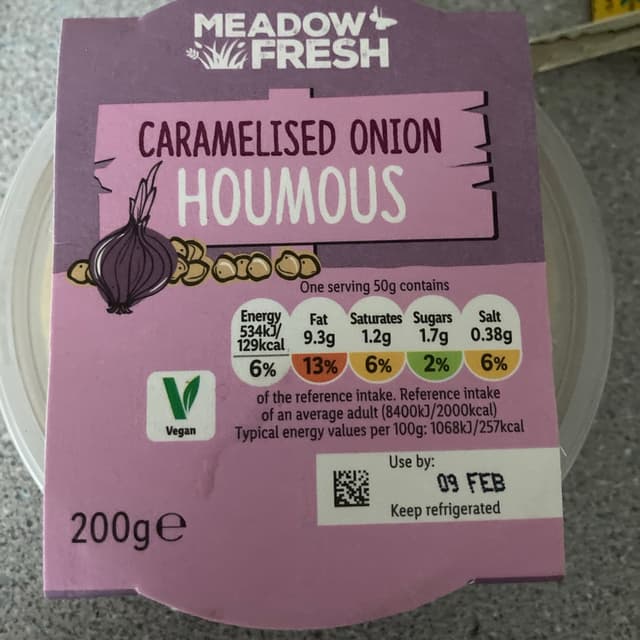 MEADOW
FRESH
CARAMELISED ONION
HOUMOUS
One serving 50g contains
Energy 534kJ/ 129kcal 6%
Fat 9.3g 13%
Saturates 1.2g 6%
Sugars 1.7g 2%
Salt 0.38g 6%
of the reference intake. Reference intake
of an average adult (8400kJ/2000kcal)
Typical energy values per 100g: 1068kJ/257kcal
V
Vegan
Use by:
09 FEB
Keep refrigerated
200g e